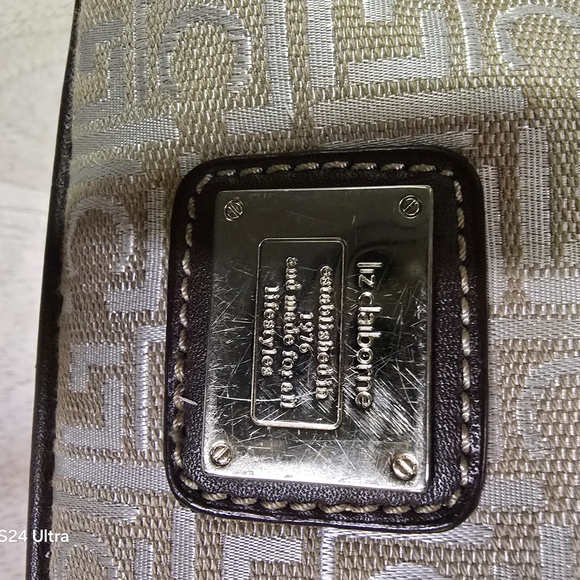 liz claiborne
established in
1976
and made for all
lifestyles
S24 Ultra